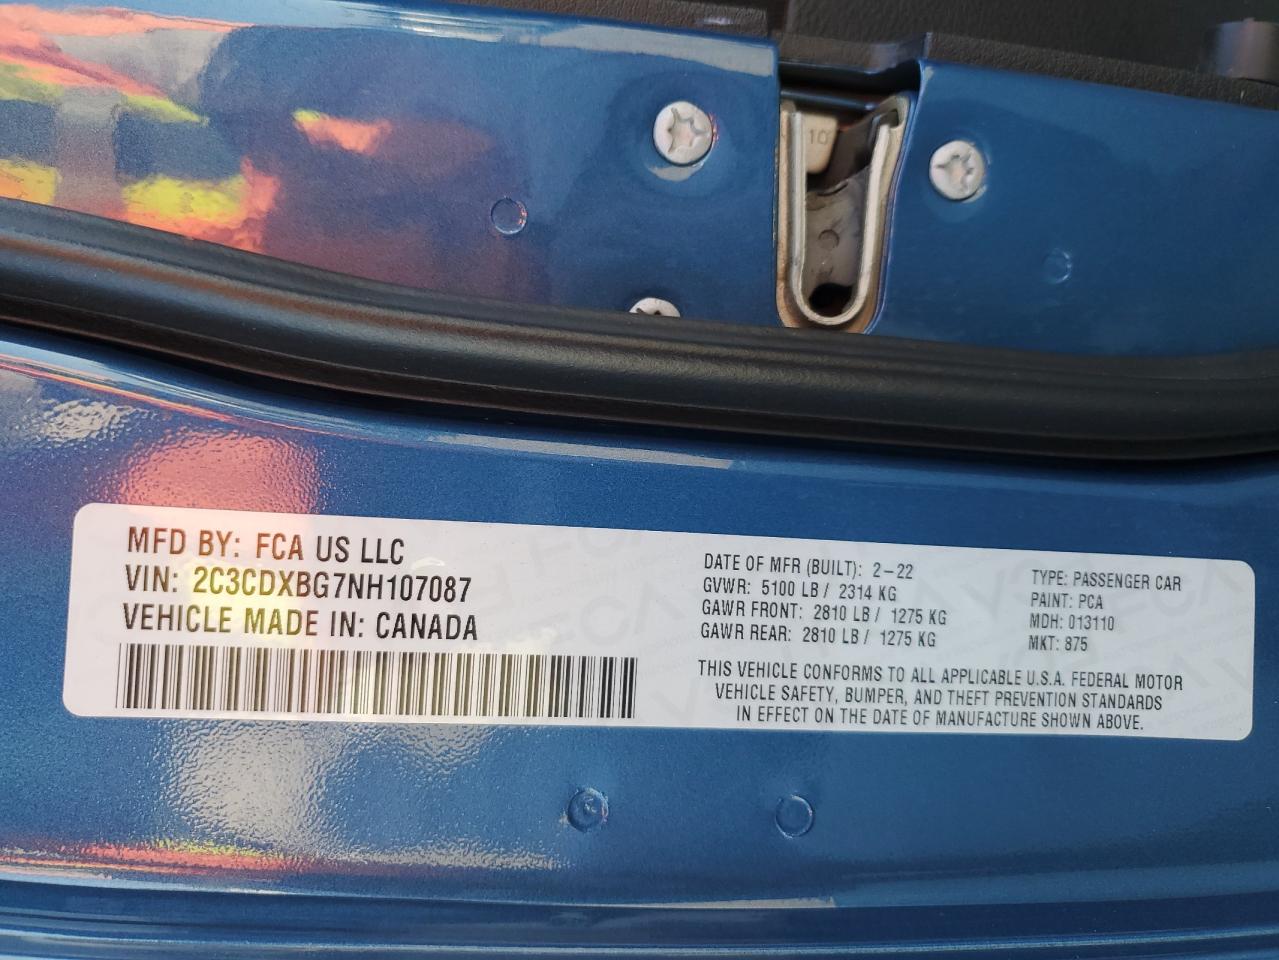 MFD BY: FCA US LLC
VIN: 2C3CDXBG7NH107087
VEHICLE MADE IN: CANADA
DATE OF MFR (BUILT): 2-22
GVWR: 5100 LB / 2314 KG
GAWR FRONT: 2810 LB / 1275 KG
GAWR REAR: 2810 LB / 1275 KG
TYPE: PASSENGER CAR
PAINT: PCA
MDH: 013110
MKT: 875
THIS VEHICLE CONFORMS TO ALL APPLICABLE U.S.A. FEDERAL MOTOR
VEHICLE SAFETY, BUMPER, AND THEFT PREVENTION STANDARDS
IN EFFECT ON THE DATE OF MANUFACTURE SHOWN ABOVE.